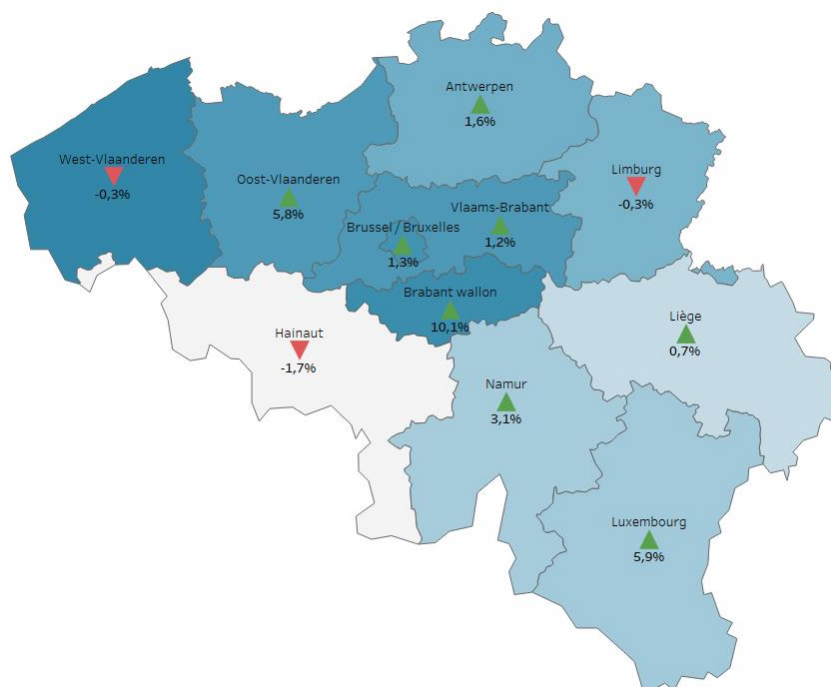 Antwerpen
1,6%
West-Vlaanderen
-0,3%
Oost-Vlaanderen
5,8%
Limburg
-0,3%
Vlaams-Brabant
1,2%
Brussel / Bruxelles
1,3%
Brabant wallon
10,1%
Hainaut
-1,7%
Liège
0,7%
Namur
3,1%
Luxembourg
5,9%